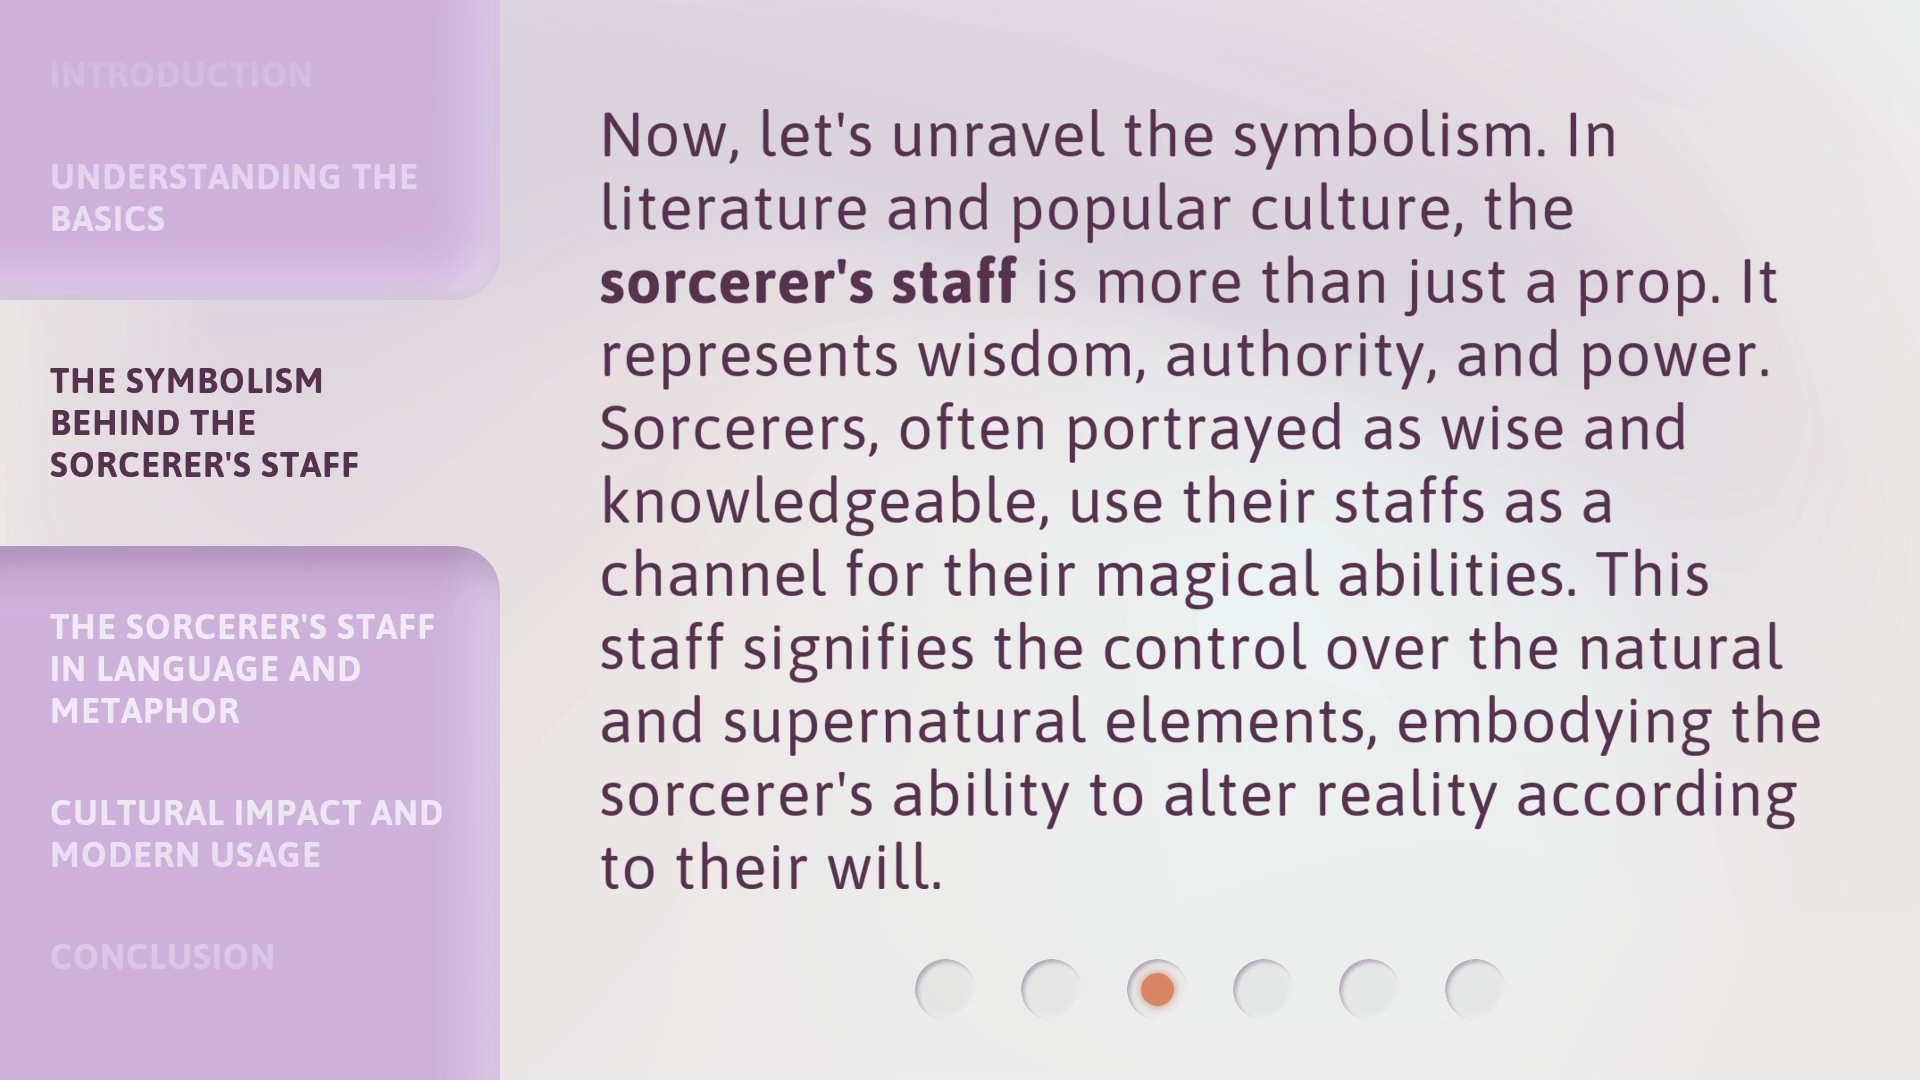 INTRODUCTION
UNDERSTANDING THE
BASICS
THE SYMBOLISM
BEHIND THE
SORCERER'S STAFF
THE SORCERER'S STAFF
IN LANGUAGE AND
METAPHOR
CULTURAL IMPACT AND
MODERN USAGE
CONCLUSION
Now, let's unravel the symbolism. In
literature and popular culture, the
sorcerer's staff is more than just a prop. It
represents wisdom, authority, and power.
Sorcerers, often portrayed as wise and
knowledgeable, use their staffs as a
channel for their magical abilities. This
staff signifies the control over the natural
and supernatural elements, embodying the
sorcerer's ability to alter reality according
to their will.